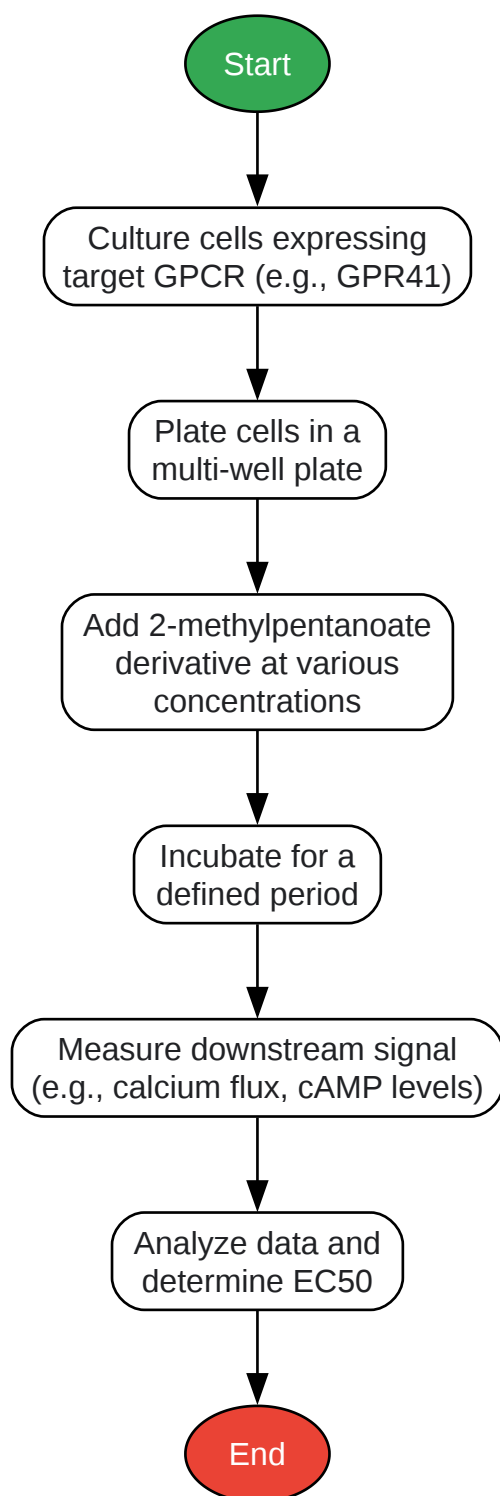 Start
Culture cells expressing
target GPCR (e.g., GPR41)
Plate cells in a
multi-well plate
Add 2-methylpentanoate
derivative at various
concentrations
Incubate for a
defined period
Measure downstream signal
(e.g., calcium flux, cAMP levels)
Analyze data and
determine EC50
End